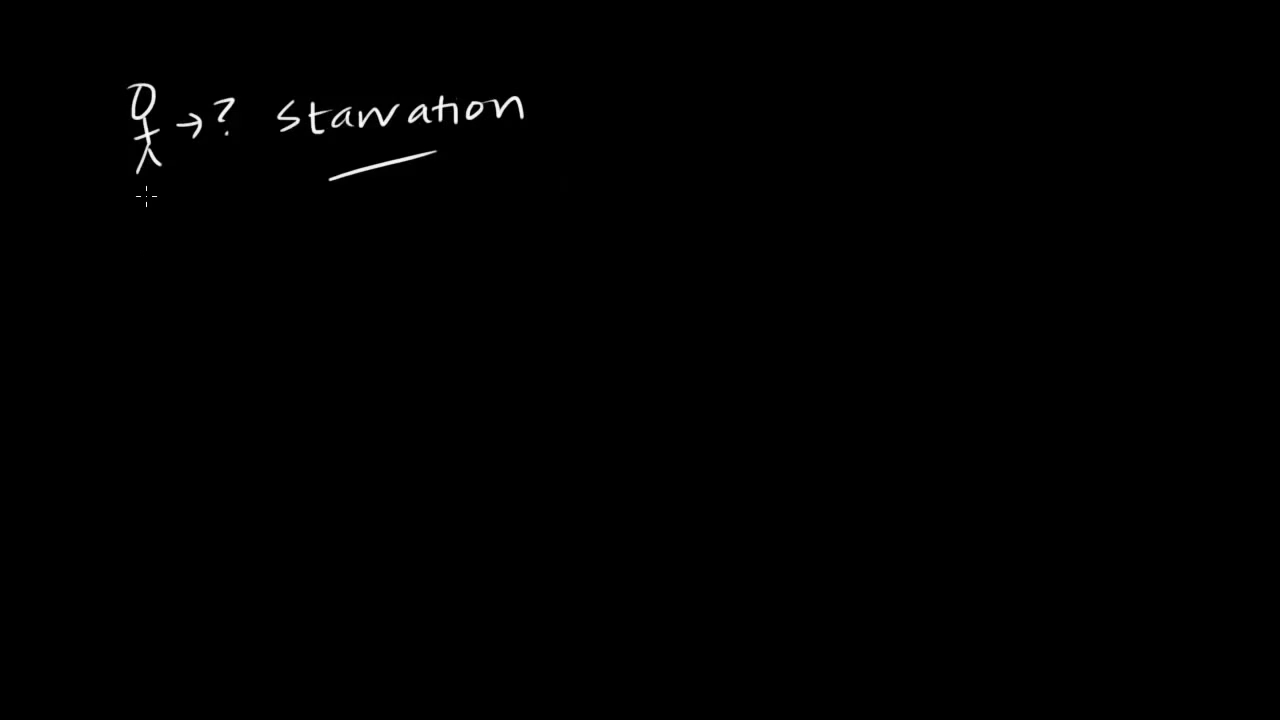 → ? starvation